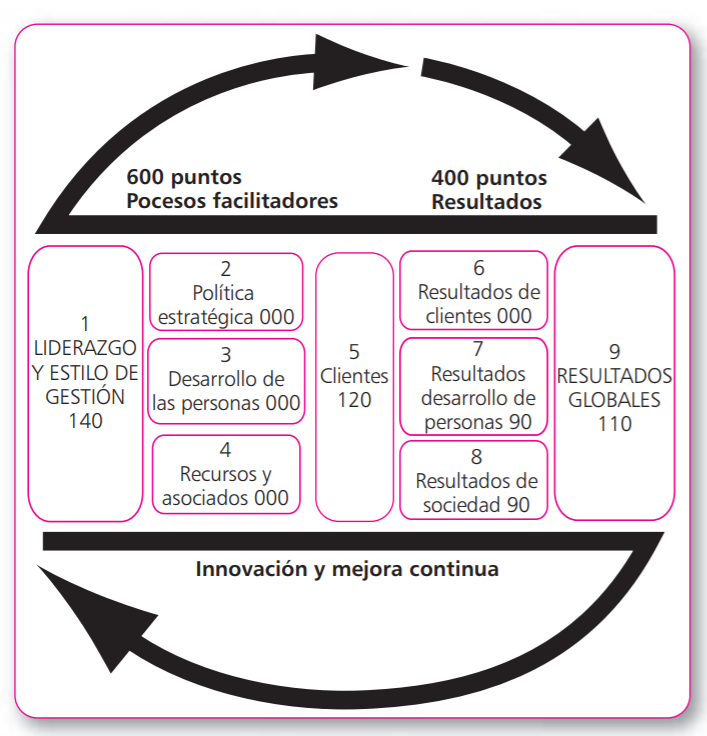 600 puntos
Pocesos facilitadores
400 puntos
Resultados
1
LIDERAZGO
Y ESTILO DE
GESTIÓN
140
2
Política
estratégica 000
3
Desarrollo de
las personas 000
4
Recursos y
asociados 000
5
Clientes
120
6
Resultados de
clientes 000
7
Resultados
desarrollo de
personas 90
8
Resultados de
sociedad 90
9
RESULTADOS
GLOBALES
110
Innovación y mejora continua